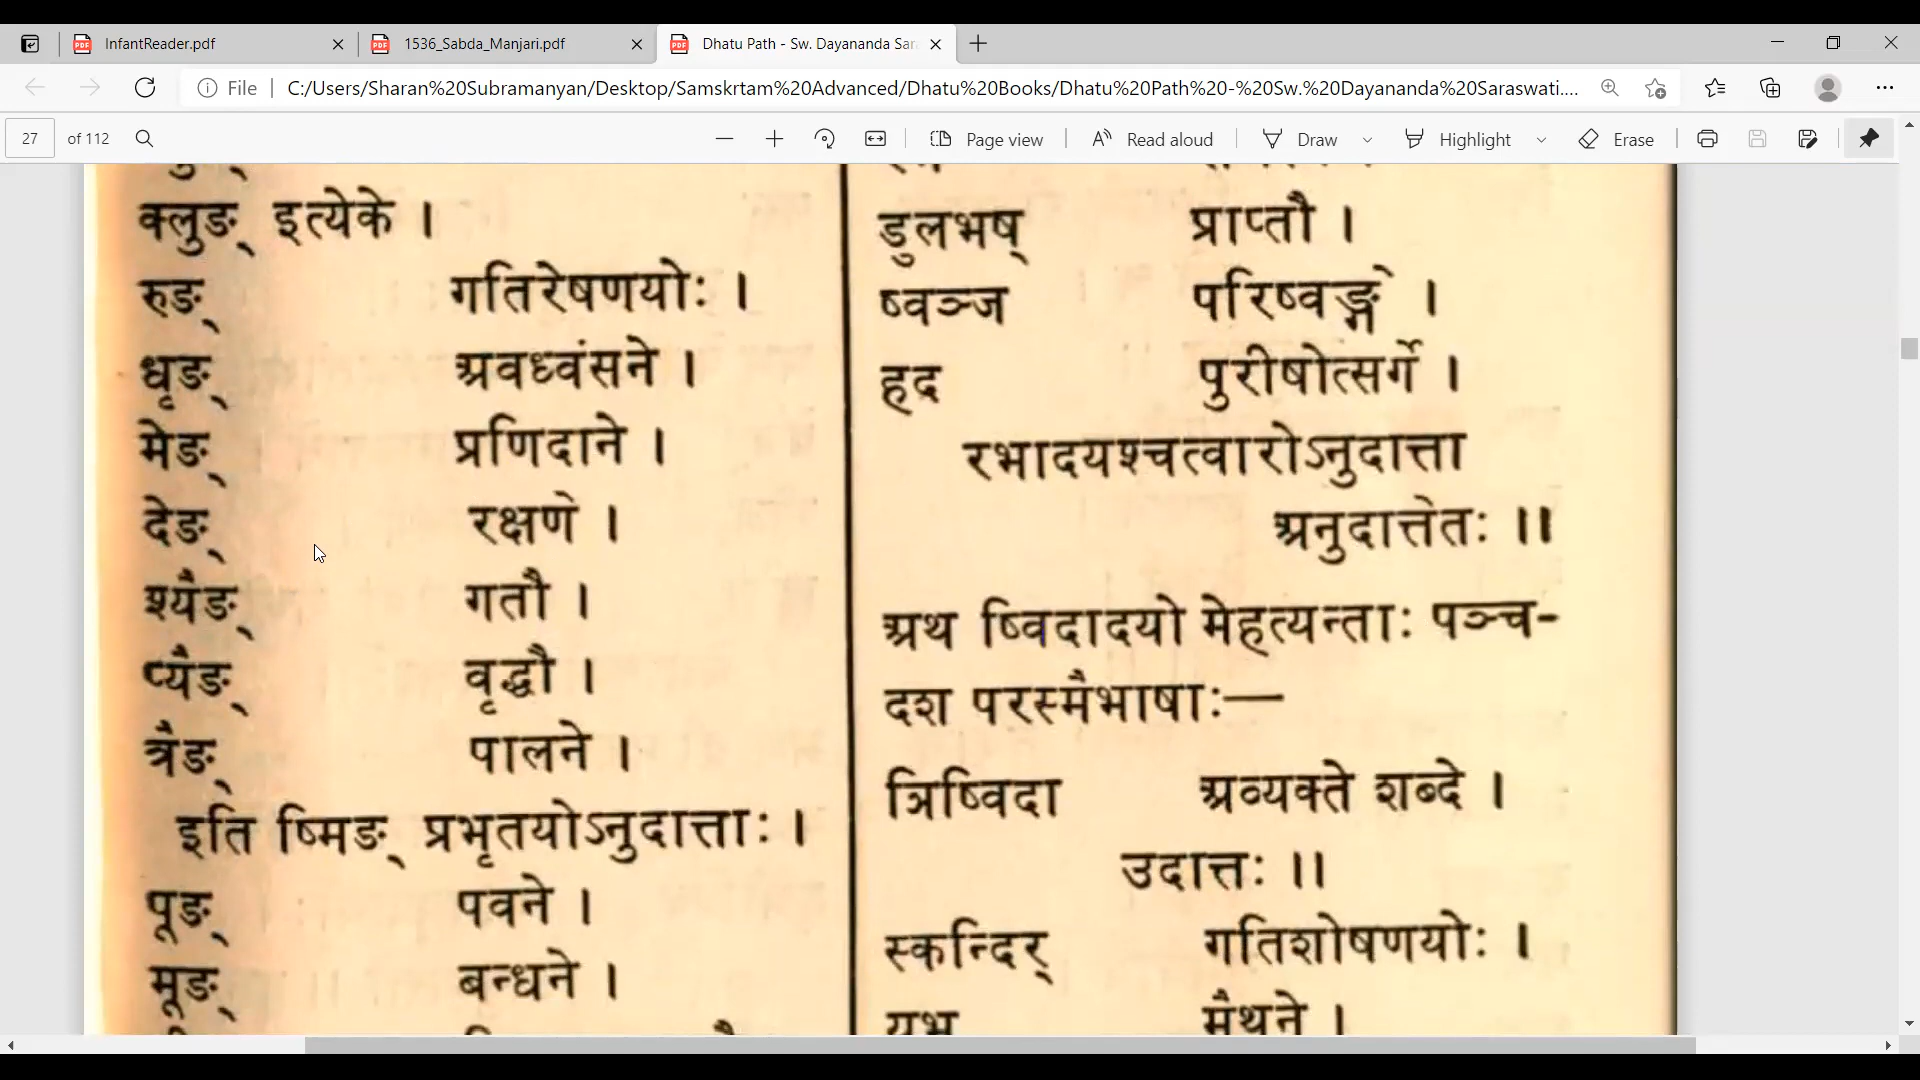 InfantReader.pdf
1536_Sabda_Manjari.pdf
Dhatu Path - Sw. Dayananda Sar
File
C:/Users/Sharan%20Subramanyan/Desktop/Samskrtam%20Advanced/Dhatu%20Books/Dhatu%20Path%20-%20Sw.%20Dayananda%20Saraswati....
27 of 112
Page view
Read aloud
Draw
Highlight
Erase
क्लुङ् इत्येके ।
रुङ् गतिरेषणयोः ।
धृङ् अवध्वंसने ।
मेङ् प्रणिदाने ।
देङ् रक्षणे ।
श्यैङ् गतौ ।
प्यैङ् वृद्धौ ।
त्रैङ् पालने ।
इति ष्मिङ् प्रभृतयोऽनुदात्ताः ।
पूङ् पवने ।
मूङ् बन्धने ।
डुलभष् प्राप्तौ ।
ष्वञ्ज परिष्वङ्गे ।
हद पुरीषोत्सर्गे ।
रभादयश्चत्वारोऽनुदात्ता
अनुदात्तेतः ।।
अथ ष्विदादयो मेहत्यन्ताः पञ्च-
दश परस्मैभाषाः—
ञिष्विदा अव्यक्ते शब्दे ।
उदात्तः ।।
स्कन्दिर् गतिशोषणयोः ।
यभ मैथने ।